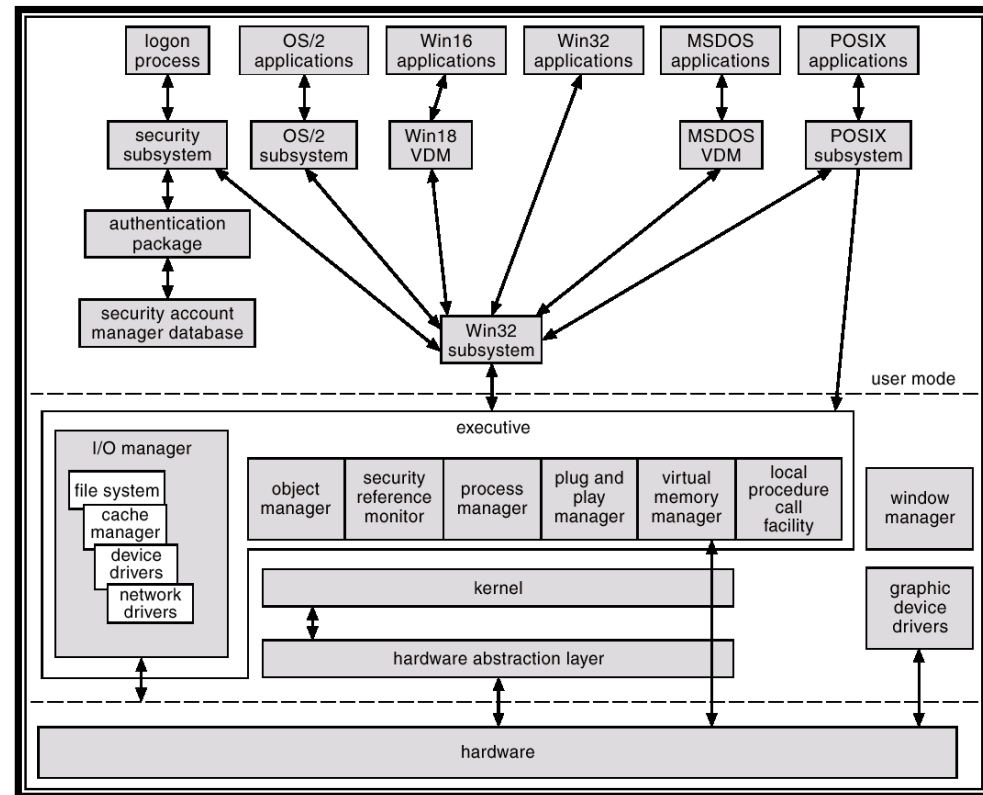 logon
process
OS/2
applications
Win16
applications
Win32
applications
MSDOS
applications
POSIX
applications
security
subsystem
OS/2
subsystem
Win18
VDM
MSDOS
VDM
POSIX
subsystem
authentication
package
security account
manager database
Win32
subsystem
user mode
executive
I/O manager
file system
cache
manager
device
drivers
network
drivers
object
manager
security
reference
monitor
process
manager
plug and
play
manager
virtual
memory
manager
local
procedure
call
facility
window
manager
kernel
graphic
device
drivers
hardware abstraction layer
hardware